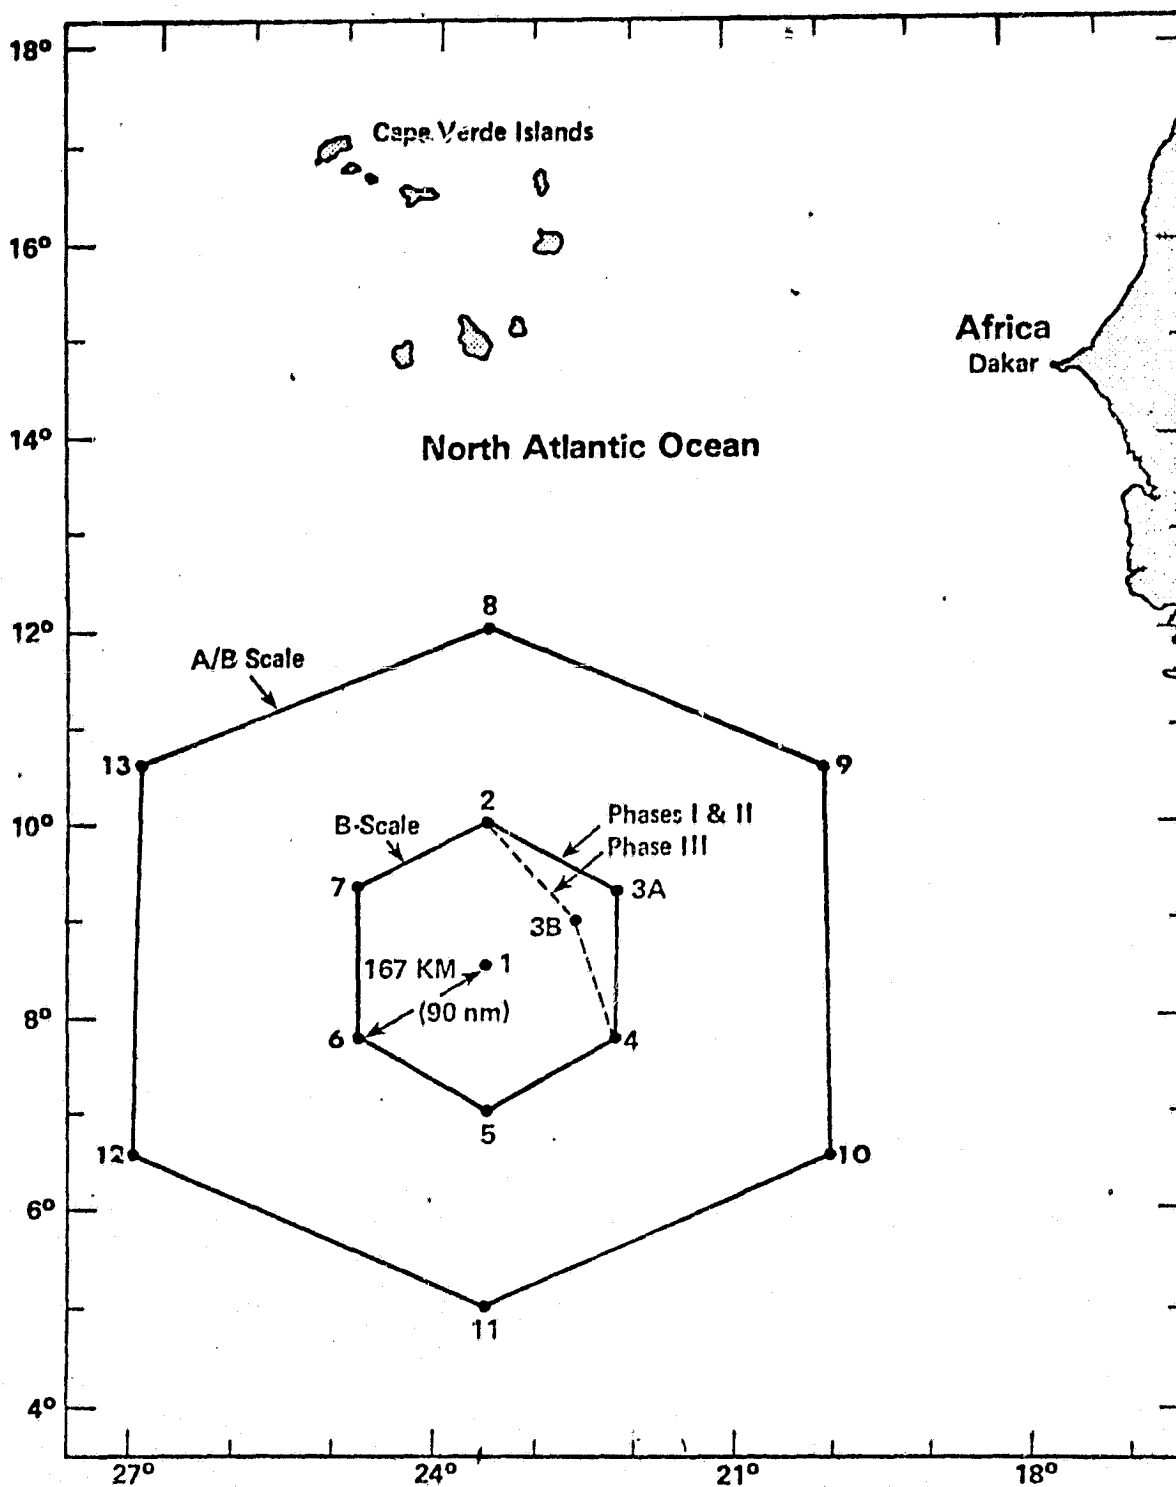 18°
Cape Verde Islands
16°
Africa
Dakar
14°
North Atlantic Ocean
8
12°
A/B Scale
13
9
2
10°
B-Scale
Phases I & II
Phase III
7
3A
3B
167 KM
1
(90 nm)
8°
6
4
5
12
10
6°
11
4°
27°
24°
21°
18°